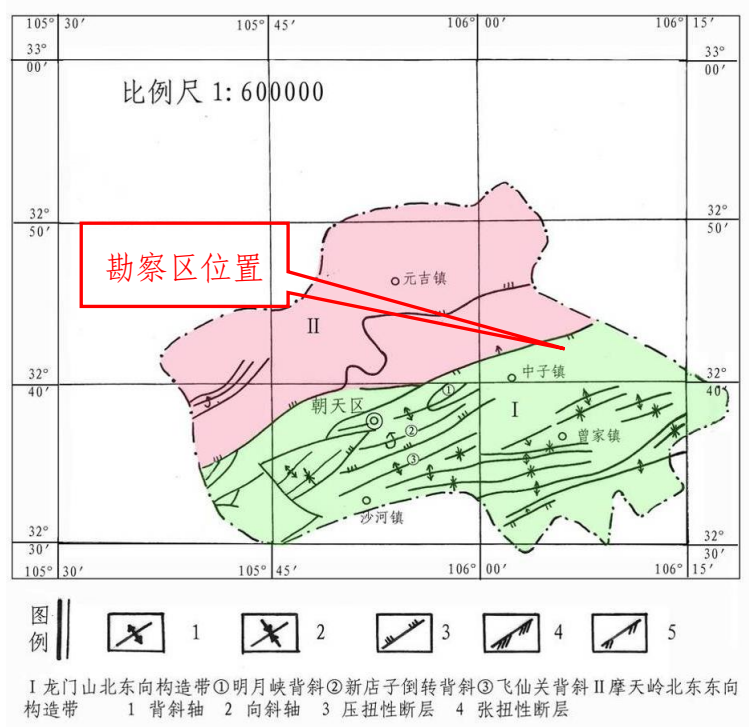 105° 30′ 105° 45′ 106° 00′ 106° 15′
33° 00′ 33° 00′
比例尺 1: 600000
32° 50′ 32° 50′
勘察区位置
元吉镇
II
32° 40′ 32° 40′
中子镇
①
朝天区 I
② 曾家镇
③
沙河镇
32° 30′ 32° 30′
105° 30′ 105° 45′ 106° 00′ 106° 15′
图例 1 2 3 4 5
I 龙门山北东向构造带①明月峡背斜②新店子倒转背斜③飞仙关背斜II摩天岭北东东向
构造带 1 背斜轴 2 向斜轴 3 压扭性断层 4 张扭性断层